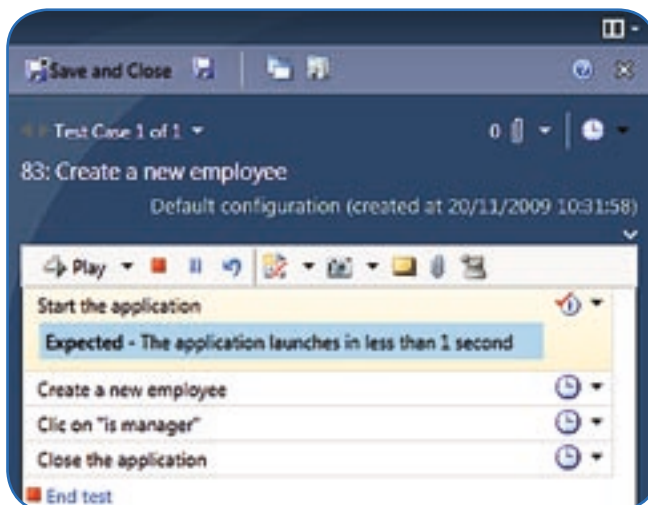 Save and Close
Test Case 1 of 1
0
83: Create a new employee
Default configuration (created at 20/11/2009 10:31:58)
Play
Start the application
Expected - The application launches in less than 1 second
Create a new employee
Clic on "is manager"
Close the application
End test